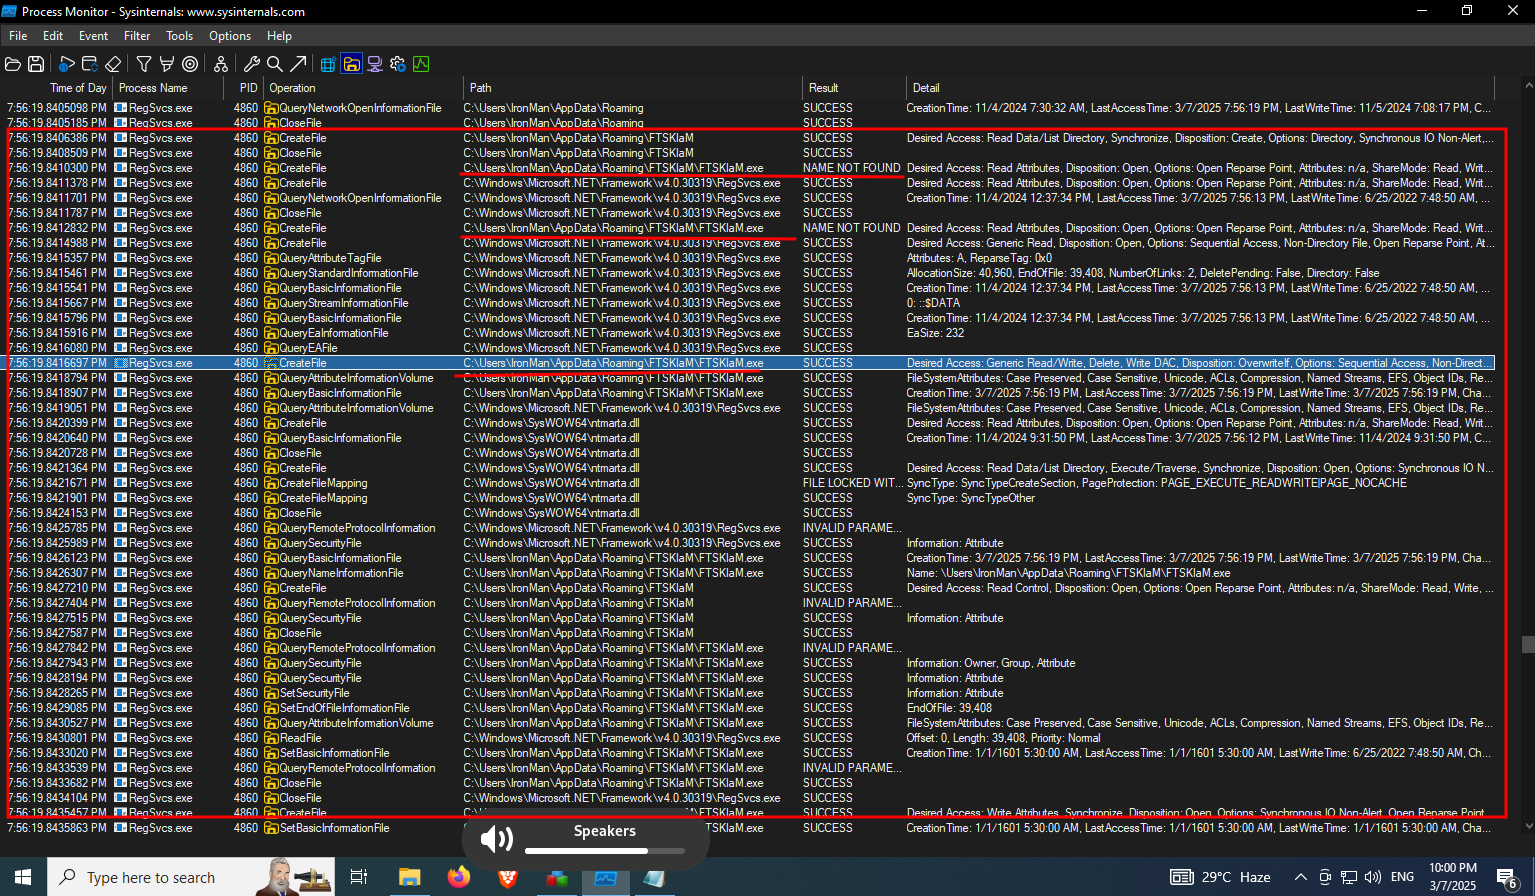 Process Monitor - Sysinternals: www.sysinternals.com
File Edit Event Filter Tools Options Help
Time of Day Process Name PID Operation Path Result Detail
7:56:19.8405098 PM RegSvcs.exe 4860 QueryNetworkOpenInformationFile C:\Users\IronMan\AppData\Roaming SUCCESS CreationTime: 11/4/2024 7:30:32 AM, LastAccessTime: 3/7/2025 7:56:19 PM, LastWriteTime: 11/5/2024 7:08:17 PM, C...
7:56:19.8405185 PM RegSvcs.exe 4860 CloseFile C:\Users\IronMan\AppData\Roaming SUCCESS
7:56:19.8406386 PM RegSvcs.exe 4860 CreateFile C:\Users\IronMan\AppData\Roaming\FTSKIaM SUCCESS Desired Access: Read Data/List Directory, Synchronize, Disposition: Create, Options: Directory, Synchronous IO Non-Alert,...
7:56:19.8408509 PM RegSvcs.exe 4860 CloseFile C:\Users\IronMan\AppData\Roaming\FTSKIaM SUCCESS
7:56:19.8410300 PM RegSvcs.exe 4860 CreateFile C:\Users\IronMan\AppData\Roaming\FTSKIaM\FTSKIaM.exe NAME NOT FOUND Desired Access: Read Attributes, Disposition: Open, Options: Open Reparse Point, Attributes: n/a, ShareMode: Read, Writ...
7:56:19.8411378 PM RegSvcs.exe 4860 CreateFile C:\Windows\Microsoft.NET\Framework\v4.0.30319\RegSvcs.exe SUCCESS Desired Access: Read Attributes, Disposition: Open, Options: Open Reparse Point, Attributes: n/a, ShareMode: Read, Writ...
7:56:19.8411701 PM RegSvcs.exe 4860 QueryNetworkOpenInformationFile C:\Windows\Microsoft.NET\Framework\v4.0.30319\RegSvcs.exe SUCCESS CreationTime: 11/4/2024 12:37:34 PM, LastAccessTime: 3/7/2025 7:56:13 PM, LastWriteTime: 6/25/2022 7:48:50 AM, ...
7:56:19.8411787 PM RegSvcs.exe 4860 CloseFile C:\Windows\Microsoft.NET\Framework\v4.0.30319\RegSvcs.exe SUCCESS
7:56:19.8412832 PM RegSvcs.exe 4860 CreateFile C:\Users\IronMan\AppData\Roaming\FTSKIaM\FTSKIaM.exe NAME NOT FOUND Desired Access: Read Attributes, Disposition: Open, Options: Open Reparse Point, Attributes: n/a, ShareMode: Read, Writ...
7:56:19.8414988 PM RegSvcs.exe 4860 CreateFile C:\Windows\Microsoft.NET\Framework\v4.0.30319\RegSvcs.exe SUCCESS Desired Access: Generic Read, Disposition: Open, Options: Sequential Access, Non-Directory File, Open Reparse Point, At...
7:56:19.8415357 PM RegSvcs.exe 4860 QueryAttributeTagFile C:\Windows\Microsoft.NET\Framework\v4.0.30319\RegSvcs.exe SUCCESS Attributes: A, ReparseTag: 0x0
7:56:19.8415461 PM RegSvcs.exe 4860 QueryStandardInformationFile C:\Windows\Microsoft.NET\Framework\v4.0.30319\RegSvcs.exe SUCCESS AllocationSize: 40,960, EndOfFile: 39,408, NumberOfLinks: 2, DeletePending: False, Directory: False
7:56:19.8415541 PM RegSvcs.exe 4860 QueryBasicInformationFile C:\Windows\Microsoft.NET\Framework\v4.0.30319\RegSvcs.exe SUCCESS CreationTime: 11/4/2024 12:37:34 PM, LastAccessTime: 3/7/2025 7:56:13 PM, LastWriteTime: 6/25/2022 7:48:50 AM, ...
7:56:19.8415667 PM RegSvcs.exe 4860 QueryStreamInformationFile C:\Windows\Microsoft.NET\Framework\v4.0.30319\RegSvcs.exe SUCCESS 0: ::$DATA
7:56:19.8415796 PM RegSvcs.exe 4860 QueryBasicInformationFile C:\Windows\Microsoft.NET\Framework\v4.0.30319\RegSvcs.exe SUCCESS CreationTime: 11/4/2024 12:37:34 PM, LastAccessTime: 3/7/2025 7:56:13 PM, LastWriteTime: 6/25/2022 7:48:50 AM, ...
7:56:19.8415916 PM RegSvcs.exe 4860 QueryEaInformationFile C:\Windows\Microsoft.NET\Framework\v4.0.30319\RegSvcs.exe SUCCESS EaSize: 232
7:56:19.8416080 PM RegSvcs.exe 4860 QueryEAFile C:\Windows\Microsoft.NET\Framework\v4.0.30319\RegSvcs.exe SUCCESS
7:56:19.8416697 PM RegSvcs.exe 4860 CreateFile C:\Users\IronMan\AppData\Roaming\FTSKIaM\FTSKIaM.exe SUCCESS Desired Access: Generic Read/Write, Delete, Write DAC, Disposition: OverwriteIf, Options: Sequential Access, Non-Direct...
7:56:19.8418794 PM RegSvcs.exe 4860 QueryAttributeInformationVolume C:\Users\IronMan\AppData\Roaming\FTSKIaM\FTSKIaM.exe SUCCESS FileSystemAttributes: Case Preserved, Case Sensitive, Unicode, ACLs, Compression, Named Streams, EFS, Object IDs, Re...
7:56:19.8418907 PM RegSvcs.exe 4860 QueryBasicInformationFile C:\Users\IronMan\AppData\Roaming\FTSKIaM\FTSKIaM.exe SUCCESS CreationTime: 3/7/2025 7:56:19 PM, LastAccessTime: 3/7/2025 7:56:19 PM, LastWriteTime: 3/7/2025 7:56:19 PM, Cha...
7:56:19.8419051 PM RegSvcs.exe 4860 QueryAttributeInformationVolume C:\Windows\Microsoft.NET\Framework\v4.0.30319\RegSvcs.exe SUCCESS FileSystemAttributes: Case Preserved, Case Sensitive, Unicode, ACLs, Compression, Named Streams, EFS, Object IDs, Re...
7:56:19.8420399 PM RegSvcs.exe 4860 CreateFile C:\Windows\SysWOW64\ntmarta.dll SUCCESS Desired Access: Read Attributes, Disposition: Open, Options: Open Reparse Point, Attributes: n/a, ShareMode: Read, Writ...
7:56:19.8420640 PM RegSvcs.exe 4860 QueryBasicInformationFile C:\Windows\SysWOW64\ntmarta.dll SUCCESS CreationTime: 11/4/2024 9:31:50 PM, LastAccessTime: 3/7/2025 7:56:12 PM, LastWriteTime: 11/4/2024 9:31:50 PM, C...
7:56:19.8420728 PM RegSvcs.exe 4860 CloseFile C:\Windows\SysWOW64\ntmarta.dll SUCCESS
7:56:19.8421364 PM RegSvcs.exe 4860 CreateFile C:\Windows\SysWOW64\ntmarta.dll SUCCESS Desired Access: Read Data/List Directory, Execute/Traverse, Synchronize, Disposition: Open, Options: Synchronous IO N...
7:56:19.8421671 PM RegSvcs.exe 4860 CreateFileMapping C:\Windows\SysWOW64\ntmarta.dll FILE LOCKED WIT... SyncType: SyncTypeCreateSection, PageProtection: PAGE_EXECUTE_READWRITE|PAGE_NOCACHE
7:56:19.8421901 PM RegSvcs.exe 4860 CreateFileMapping C:\Windows\SysWOW64\ntmarta.dll SUCCESS SyncType: SyncTypeOther
7:56:19.8424153 PM RegSvcs.exe 4860 CloseFile C:\Windows\SysWOW64\ntmarta.dll SUCCESS
7:56:19.8425785 PM RegSvcs.exe 4860 QueryRemoteProtocolInformation C:\Windows\Microsoft.NET\Framework\v4.0.30319\RegSvcs.exe INVALID PARAME...
7:56:19.8425989 PM RegSvcs.exe 4860 QuerySecurityFile C:\Windows\Microsoft.NET\Framework\v4.0.30319\RegSvcs.exe SUCCESS Information: Attribute
7:56:19.8426123 PM RegSvcs.exe 4860 QueryBasicInformationFile C:\Users\IronMan\AppData\Roaming\FTSKIaM\FTSKIaM.exe SUCCESS CreationTime: 3/7/2025 7:56:19 PM, LastAccessTime: 3/7/2025 7:56:19 PM, LastWriteTime: 3/7/2025 7:56:19 PM, Cha...
7:56:19.8426307 PM RegSvcs.exe 4860 QueryNameInformationFile C:\Users\IronMan\AppData\Roaming\FTSKIaM\FTSKIaM.exe SUCCESS Name: \Users\IronMan\AppData\Roaming\FTSKIaM\FTSKIaM.exe
7:56:19.8427210 PM RegSvcs.exe 4860 CreateFile C:\Users\IronMan\AppData\Roaming\FTSKIaM SUCCESS Desired Access: Read Control, Disposition: Open, Options: Open Reparse Point, Attributes: n/a, ShareMode: Read, Write, ...
7:56:19.8427404 PM RegSvcs.exe 4860 QueryRemoteProtocolInformation C:\Users\IronMan\AppData\Roaming\FTSKIaM INVALID PARAME...
7:56:19.8427515 PM RegSvcs.exe 4860 QuerySecurityFile C:\Users\IronMan\AppData\Roaming\FTSKIaM SUCCESS Information: Attribute
7:56:19.8427587 PM RegSvcs.exe 4860 CloseFile C:\Users\IronMan\AppData\Roaming\FTSKIaM SUCCESS
7:56:19.8427842 PM RegSvcs.exe 4860 QueryRemoteProtocolInformation C:\Users\IronMan\AppData\Roaming\FTSKIaM\FTSKIaM.exe INVALID PARAME...
7:56:19.8427943 PM RegSvcs.exe 4860 QuerySecurityFile C:\Users\IronMan\AppData\Roaming\FTSKIaM\FTSKIaM.exe SUCCESS Information: Owner, Group, Attribute
7:56:19.8428194 PM RegSvcs.exe 4860 QuerySecurityFile C:\Users\IronMan\AppData\Roaming\FTSKIaM\FTSKIaM.exe SUCCESS Information: Attribute
7:56:19.8428265 PM RegSvcs.exe 4860 SetSecurityFile C:\Users\IronMan\AppData\Roaming\FTSKIaM\FTSKIaM.exe SUCCESS Information: Attribute
7:56:19.8429085 PM RegSvcs.exe 4860 SetEndOfFileInformationFile C:\Users\IronMan\AppData\Roaming\FTSKIaM\FTSKIaM.exe SUCCESS EndOfFile: 39,408
7:56:19.8430527 PM RegSvcs.exe 4860 QueryAttributeInformationVolume C:\Users\IronMan\AppData\Roaming\FTSKIaM\FTSKIaM.exe SUCCESS FileSystemAttributes: Case Preserved, Case Sensitive, Unicode, ACLs, Compression, Named Streams, EFS, Object IDs, Re...
7:56:19.8430801 PM RegSvcs.exe 4860 ReadFile C:\Windows\Microsoft.NET\Framework\v4.0.30319\RegSvcs.exe SUCCESS Offset: 0, Length: 39,408, Priority: Normal
7:56:19.8433020 PM RegSvcs.exe 4860 SetBasicInformationFile C:\Users\IronMan\AppData\Roaming\FTSKIaM\FTSKIaM.exe SUCCESS CreationTime: 1/1/1601 5:30:00 AM, LastAccessTime: 1/1/1601 5:30:00 AM, LastWriteTime: 6/25/2022 7:48:50 AM, Ch...
7:56:19.8433539 PM RegSvcs.exe 4860 QueryRemoteProtocolInformation C:\Users\IronMan\AppData\Roaming\FTSKIaM\FTSKIaM.exe INVALID PARAME...
7:56:19.8433682 PM RegSvcs.exe 4860 CloseFile C:\Users\IronMan\AppData\Roaming\FTSKIaM\FTSKIaM.exe SUCCESS
7:56:19.8434104 PM RegSvcs.exe 4860 CloseFile C:\Windows\Microsoft.NET\Framework\v4.0.30319\RegSvcs.exe SUCCESS
7:56:19.8435457 PM RegSvcs.exe 4860 CreateFile TSKIaM.exe SUCCESS Desired Access: Write Attributes, Synchronize, Disposition: Open, Options: Synchronous IO Non-Alert, Open Reparse Point
7:56:19.8435863 PM RegSvcs.exe 4860 SetBasicInformationFile TSKIaM.exe SUCCESS CreationTime: 1/1/1601 5:30:00 AM, LastAccessTime: 1/1/1601 5:30:00 AM, LastWriteTime: 1/1/1601 5:30:00 AM, Cha...
Speakers
Type here to search
29°C Haze
ENG
10:00 PM
3/7/2025
6